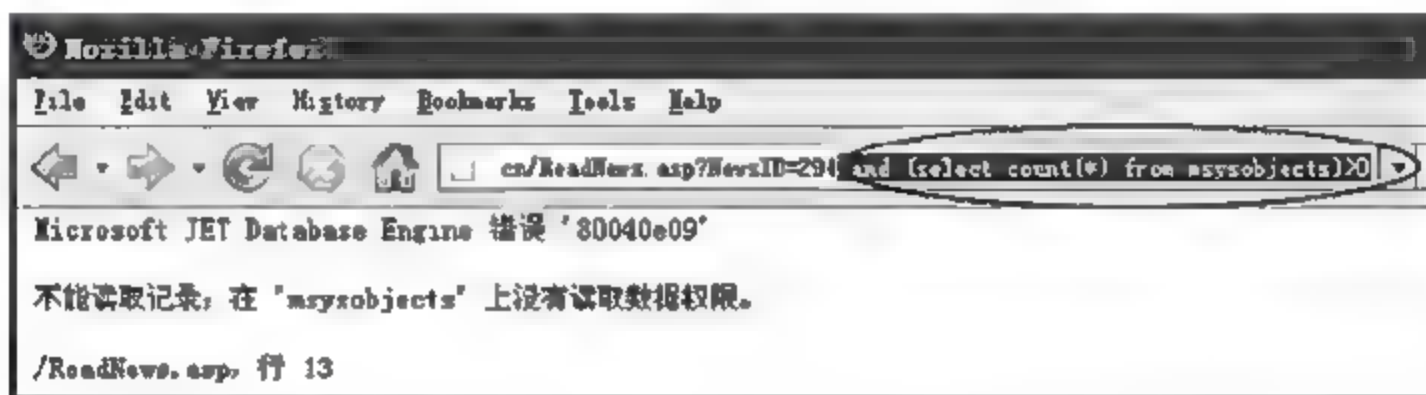 Mozilla Firefox
File Edit View History Bookmarks Tools Help
cn/ReadNews.asp?NewsID=294 and (select count(*) from msysobjects)>0
Microsoft JET Database Engine 错误 '80040e09'
不能读取记录；在 'msysobjects' 上没有读取数据权限。
/ReadNews.asp，行 13